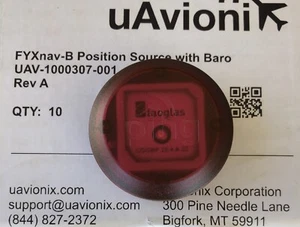 uAvioni
FYXnav-B Position Source with Baro
UAV-1000307-001
Rev A
QTY: 10
Taoglas
uavionix.com
nix Corporation
support@uavionix.com
300 Pine Needle Lane
(844) 827-2372
Bigfork, MT 59911